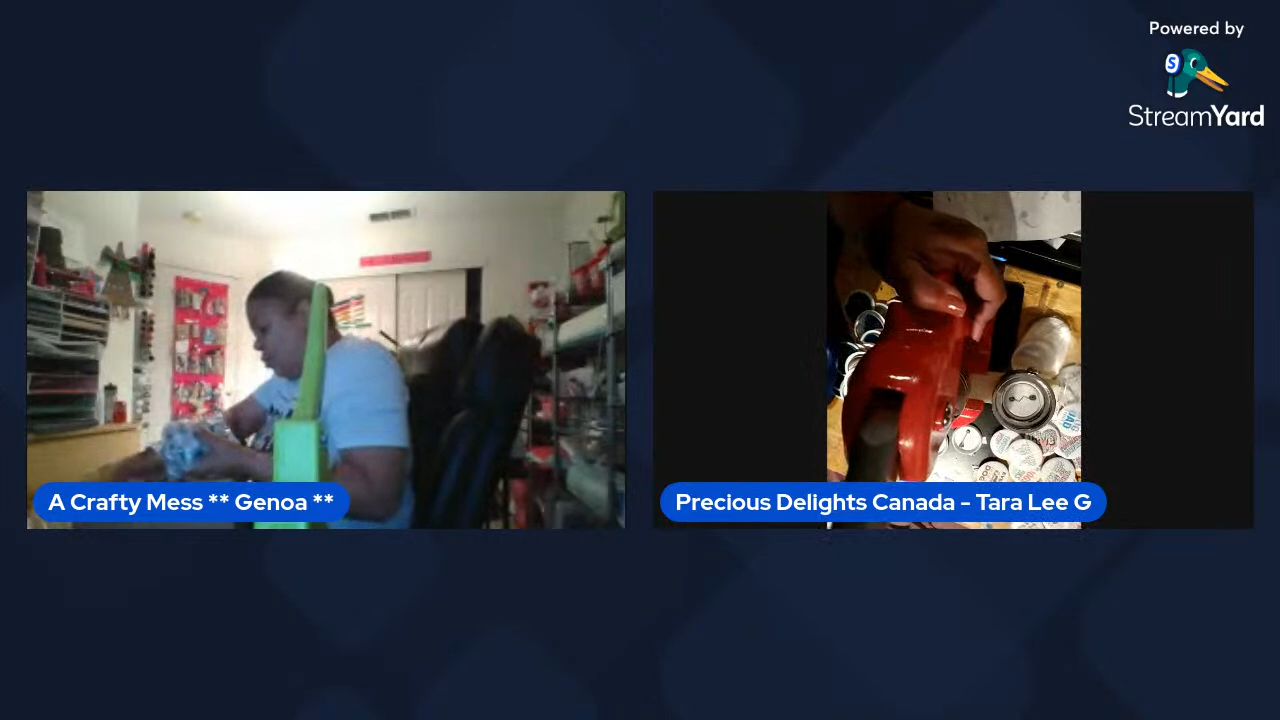 Powered by
S
StreamYard
A Crafty Mess ** Genoa **
Precious Delights Canada - Tara Lee G